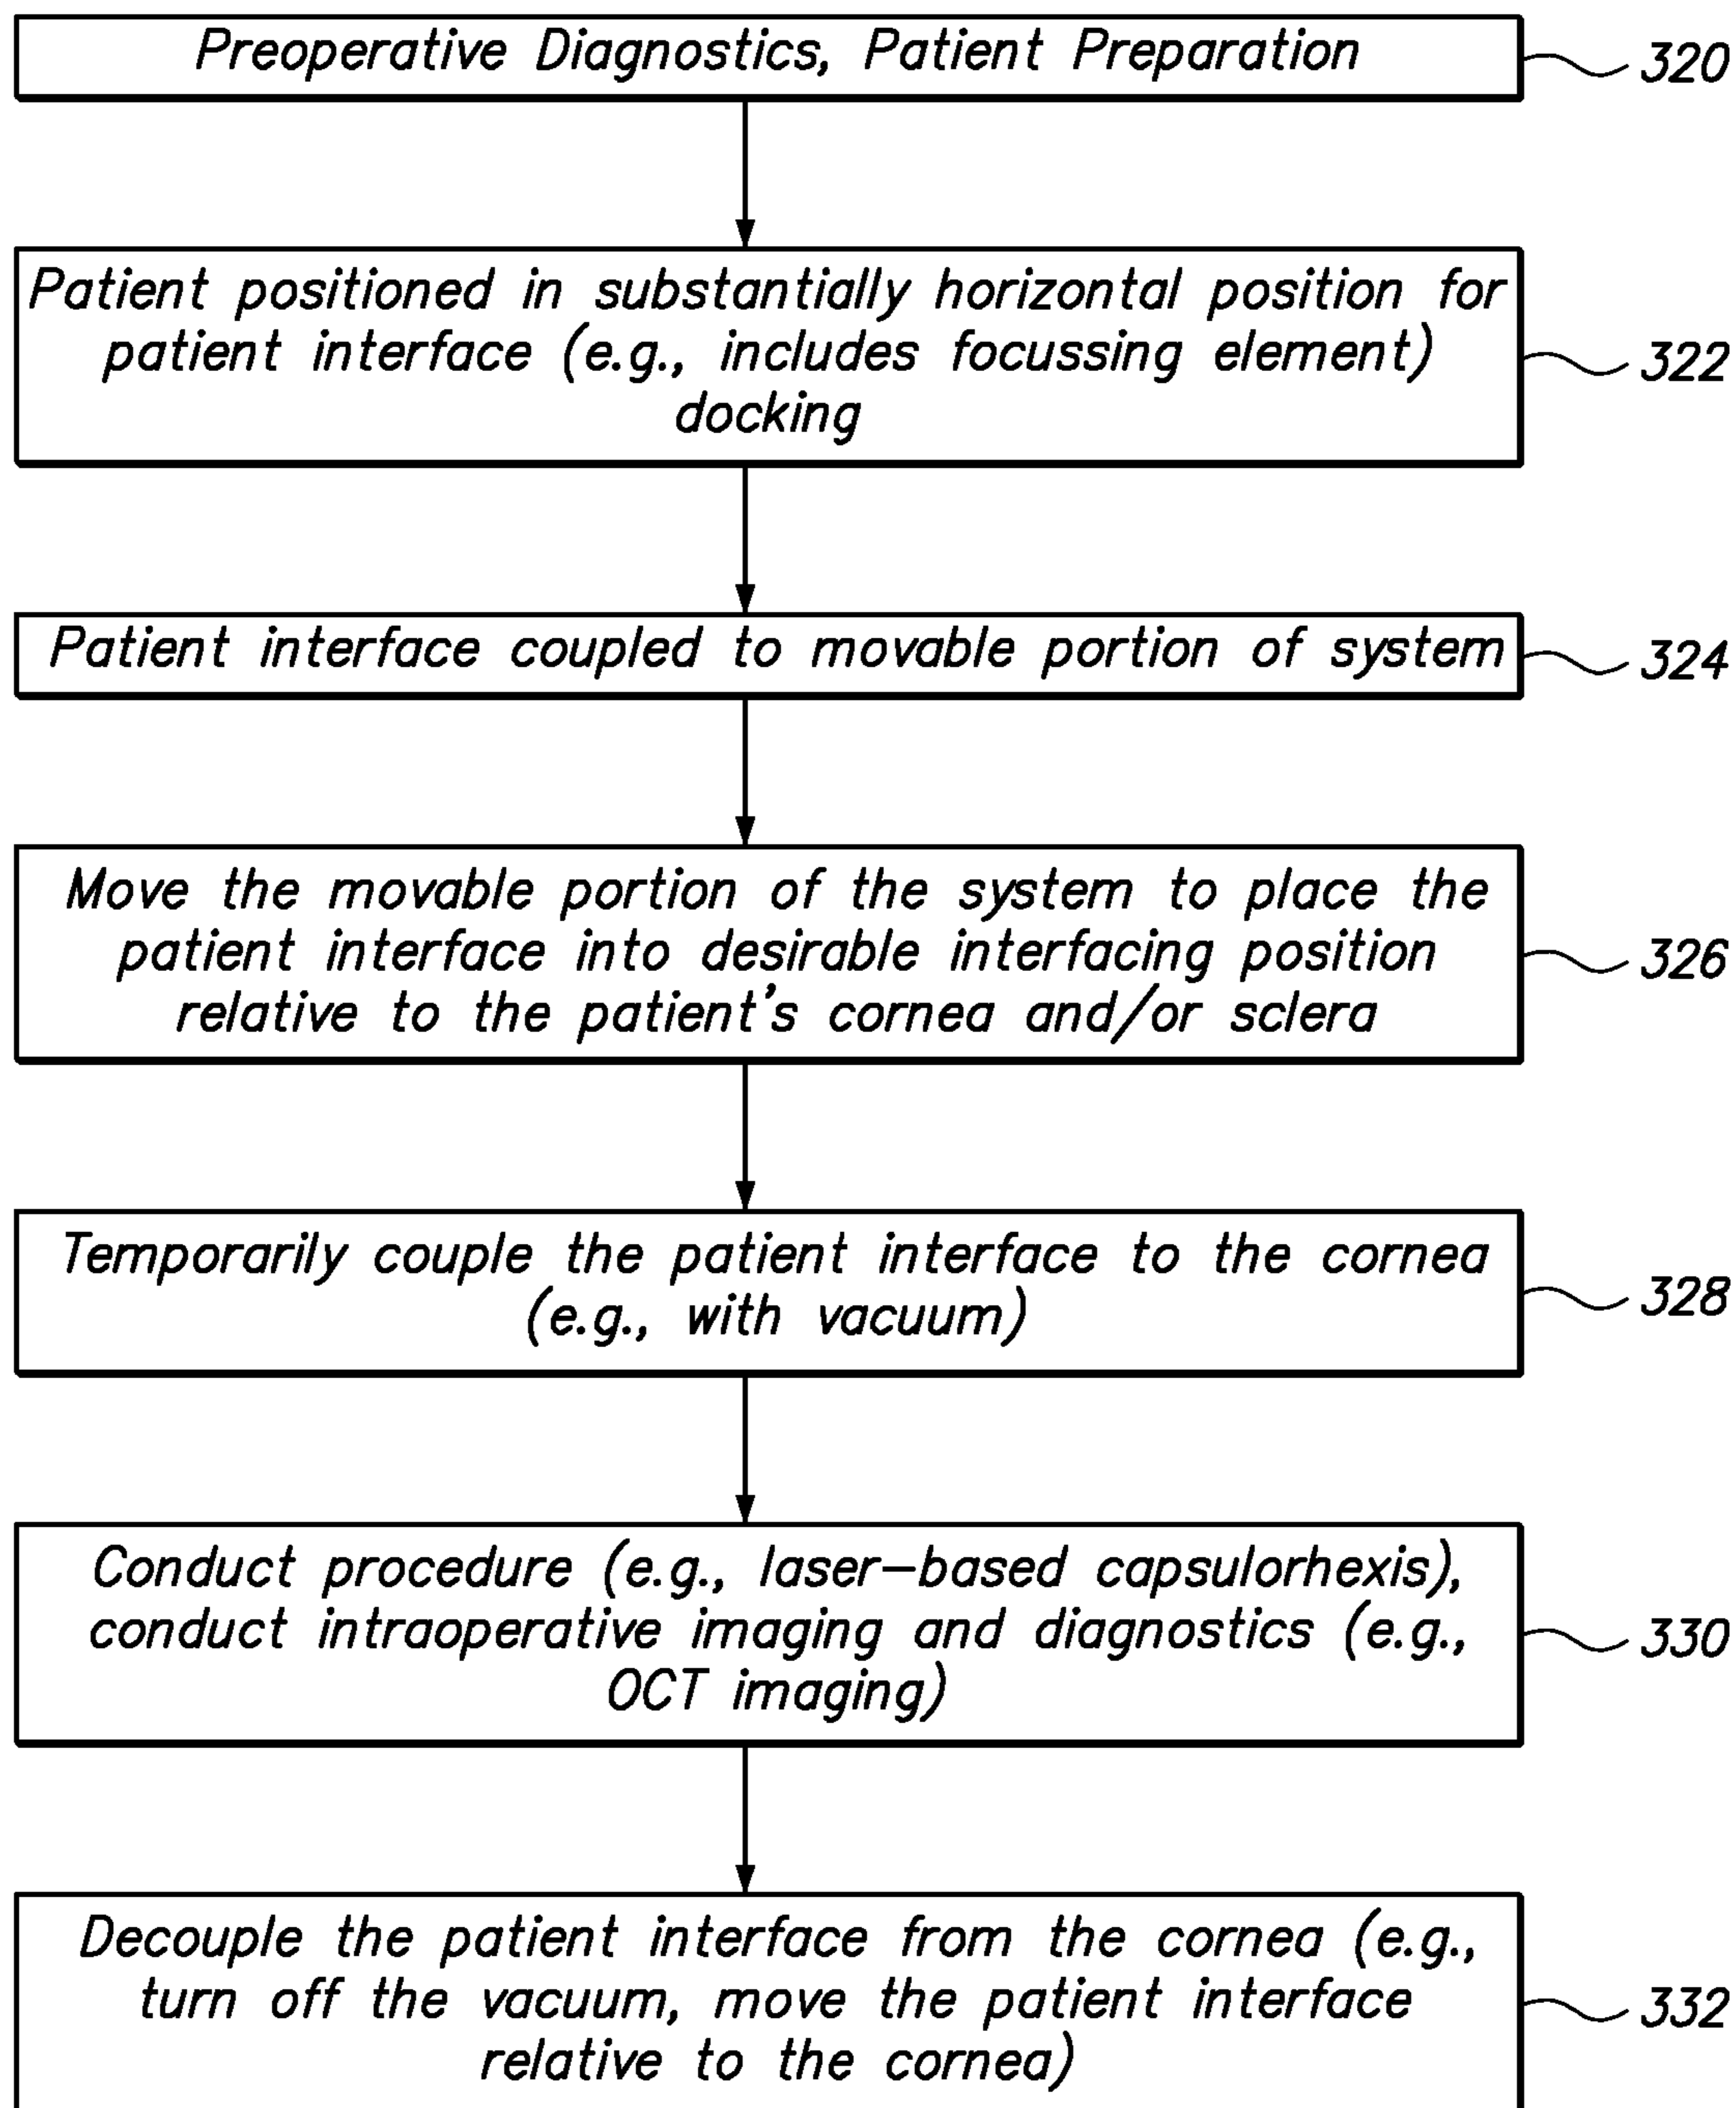 Preoperative Diagnostics, Patient Preparation
320
Patient positioned in substantially horizontal position for
patient interface (e.g., includes focussing element)
docking
322
Patient interface coupled to movable portion of system
324
Move the movable portion of the system to place the
patient interface into desirable interfacing position
relative to the patient's cornea and/or sclera
326
Temporarily couple the patient interface to the cornea
(e.g., with vacuum)
328
Conduct procedure (e.g., laser-based capsulorhexis),
conduct intraoperative imaging and diagnostics (e.g.,
OCT imaging)
330
Decouple the patient interface from the cornea (e.g.,
turn off the vacuum, move the patient interface
relative to the cornea)
332